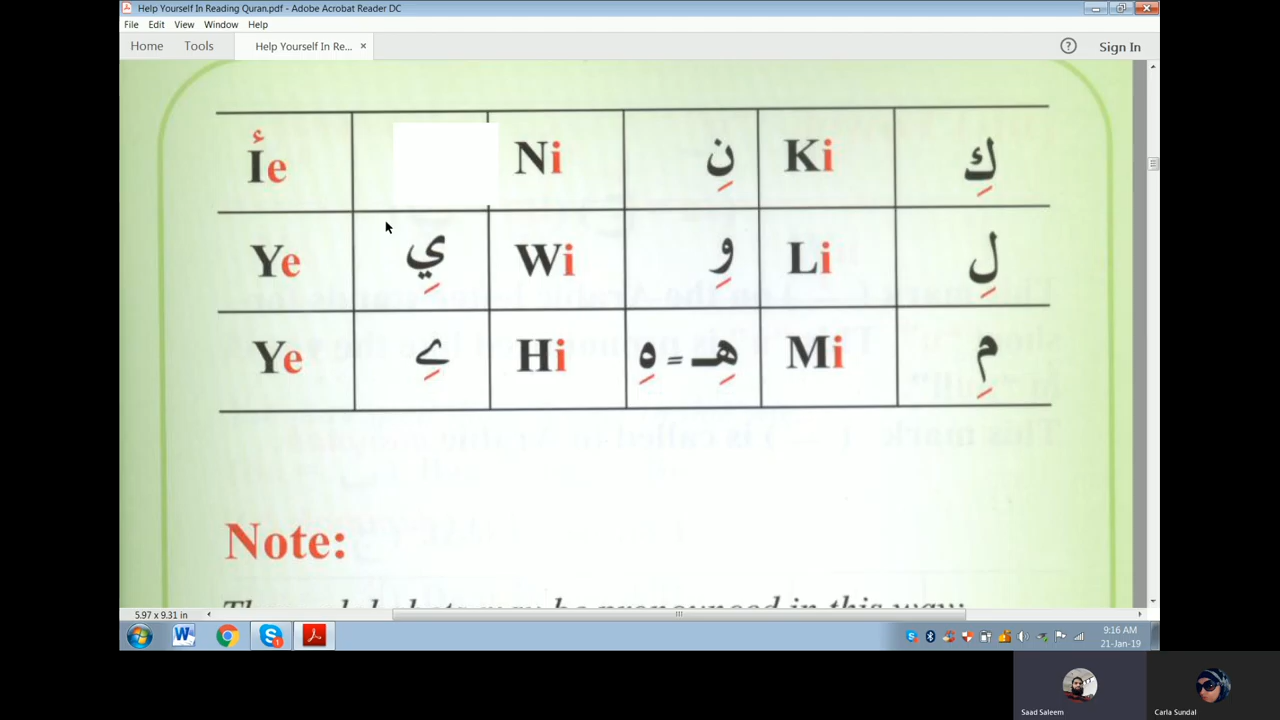 Help Yourself In Reading Quran.pdf - Adobe Acrobat Reader DC
File Edit View Window Help
Home Tools Help Yourself In Re... × Sign In
İe Ni نِ Ki كِ
Ye يِ Wi وِ Li لِ
Ye ےِ Hi هِـ = هِ Mi مِ
Note:
5.97 x 9.31 in
9:16 AM
21-Jan-19
Saad Saleem Carla Sundal